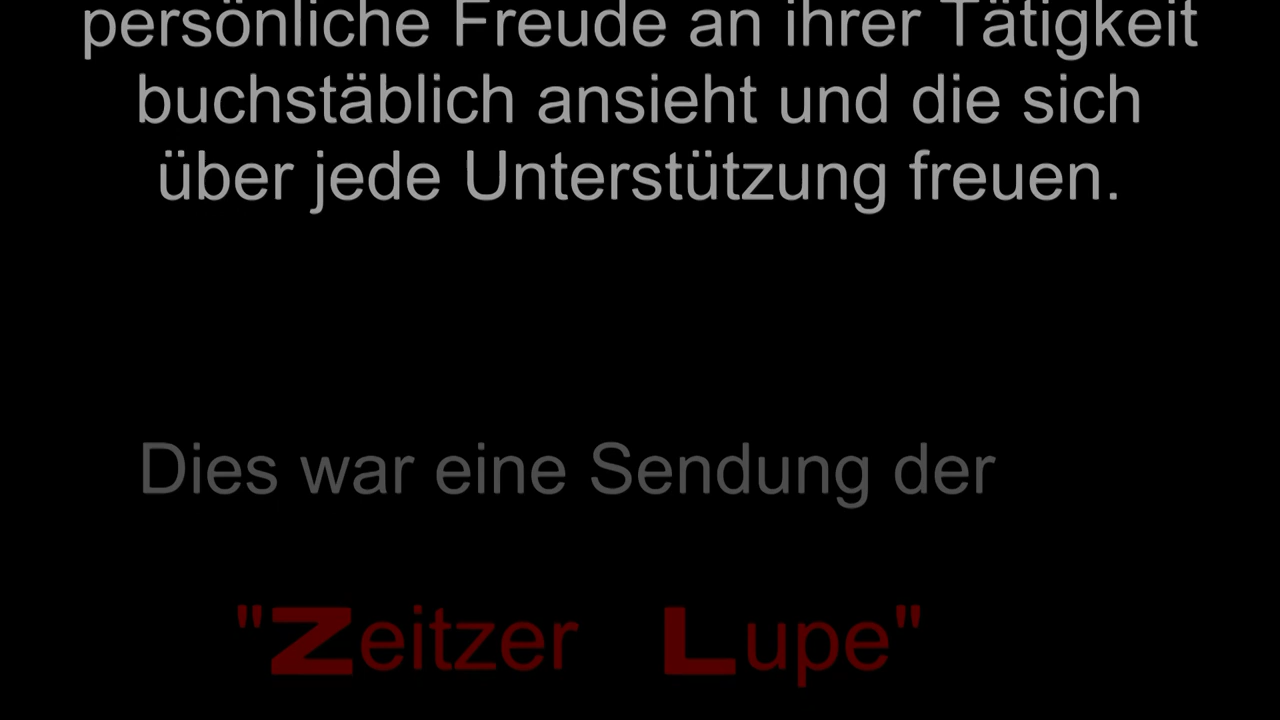 persönliche Freude an ihrer Tätigkeit
buchstäblich ansieht und die sich
über jede Unterstützung freuen.
Dies war eine Sendung der
"Zeitzer Lupe"